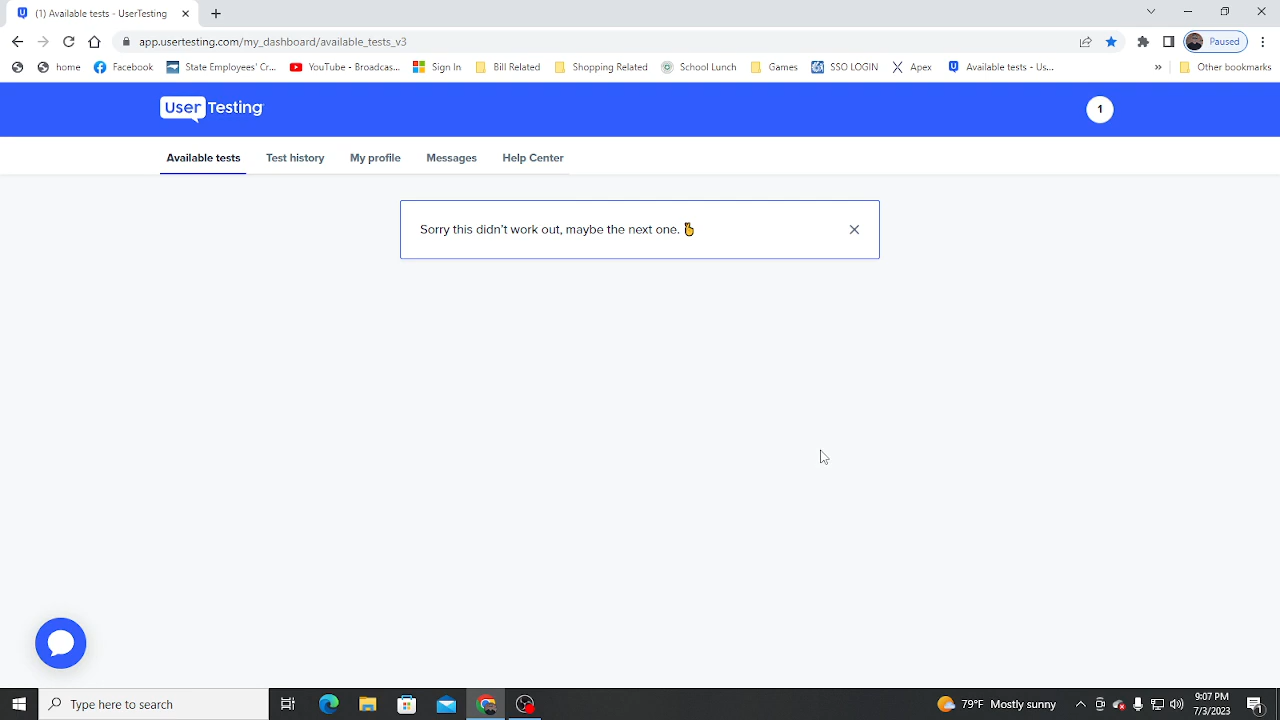 (1) Available tests - UserTesting
app.usertesting.com/my_dashboard/available_tests_v3
Paused
home
Facebook
State Employees' Cr...
YouTube - Broadcas...
Sign In
Bill Related
Shopping Related
School Lunch
Games
SSO LOGIN
Apex
Available tests - Us...
»
Other bookmarks
User Testing
1
Available tests
Test history
My profile
Messages
Help Center
Sorry this didn't work out, maybe the next one. 🫰
Type here to search
79°F Mostly sunny
9:07 PM
7/3/2023
1